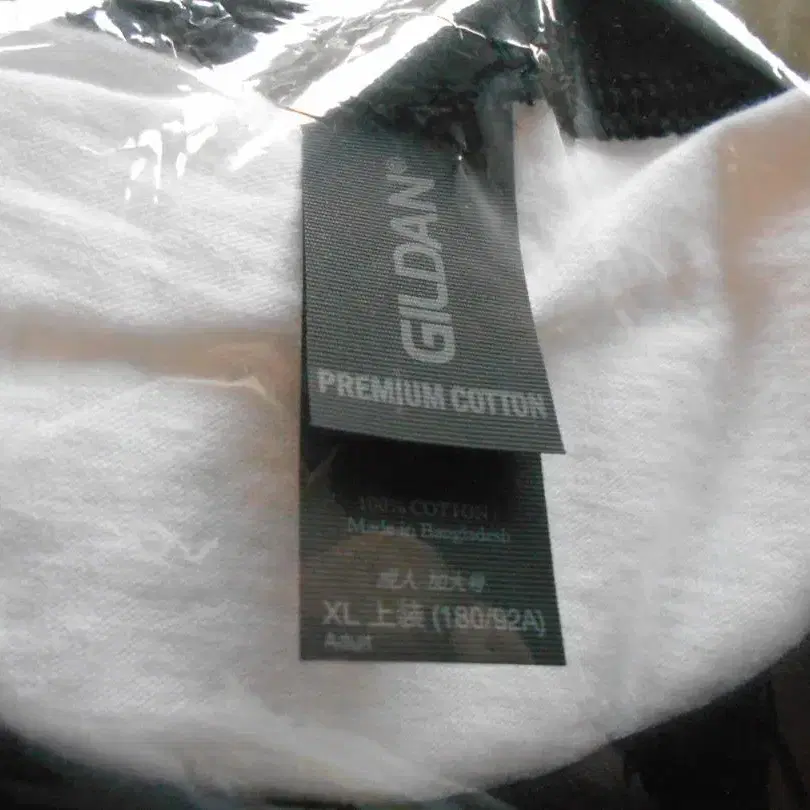 GILDAN®
PREMIUM COTTON
100% COTTON
Made in Bangladesh
成人 加大号
XL 上装 (180/92A)
Adult